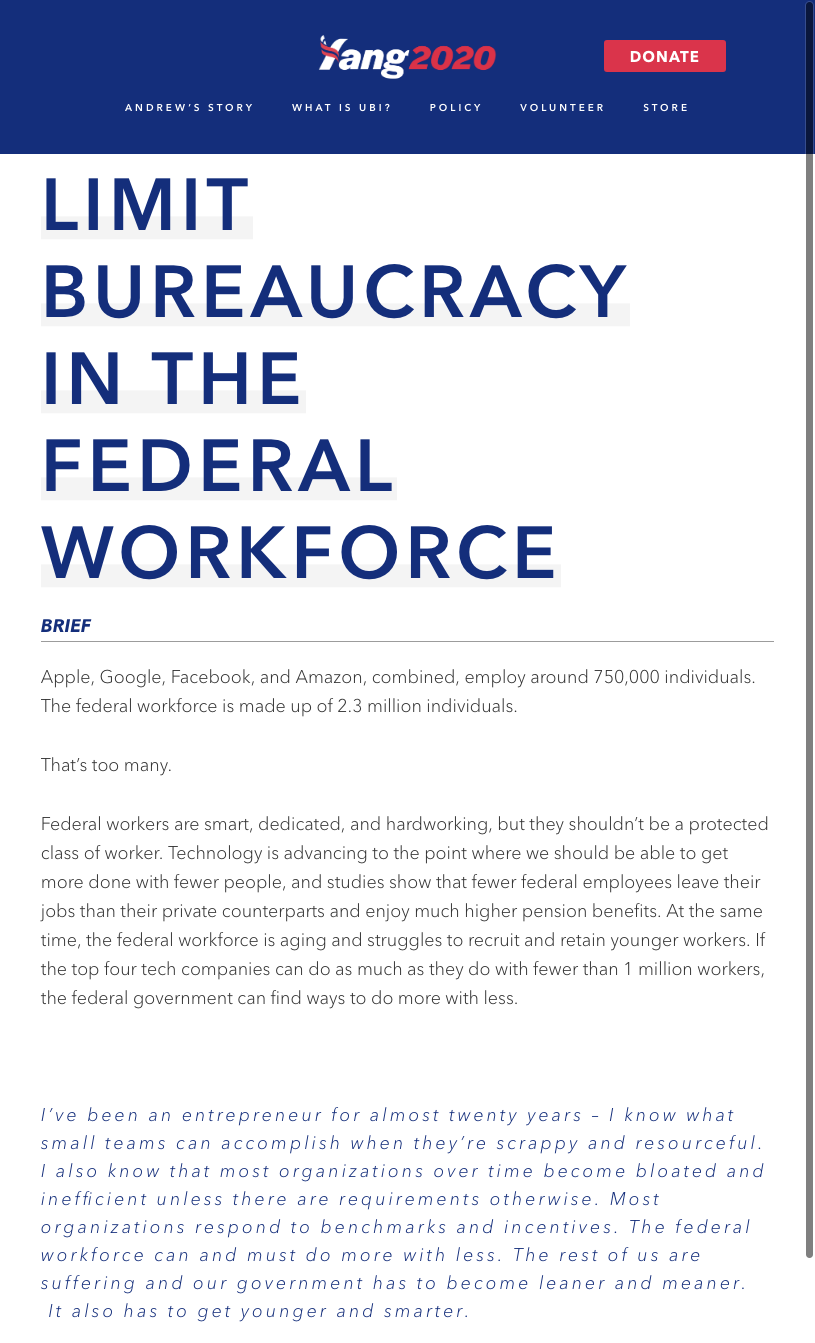 Yang2020
DONATE
ANDREW'S STORY WHAT IS UBI? POLICY VOLUNTEER STORE
LIMIT
BUREAUCRACY
IN THE
FEDERAL
WORKFORCE
BRIEF
Apple, Google, Facebook, and Amazon, combined, employ around 750,000 individuals.
The federal workforce is made up of 2.3 million individuals.
That’s too many.
Federal workers are smart, dedicated, and hardworking, but they shouldn’t be a protected
class of worker. Technology is advancing to the point where we should be able to get
more done with fewer people, and studies show that fewer federal employees leave their
jobs than their private counterparts and enjoy much higher pension benefits. At the same
time, the federal workforce is aging and struggles to recruit and retain younger workers. If
the top four tech companies can do as much as they do with fewer than 1 million workers,
the federal government can find ways to do more with less.
I’ve been an entrepreneur for almost twenty years – I know what
small teams can accomplish when they’re scrappy and resourceful.
I also know that most organizations over time become bloated and
inefficient unless there are requirements otherwise. Most
organizations respond to benchmarks and incentives. The federal
workforce can and must do more with less. The rest of us are
suffering and our government has to become leaner and meaner.
It also has to get younger and smarter.